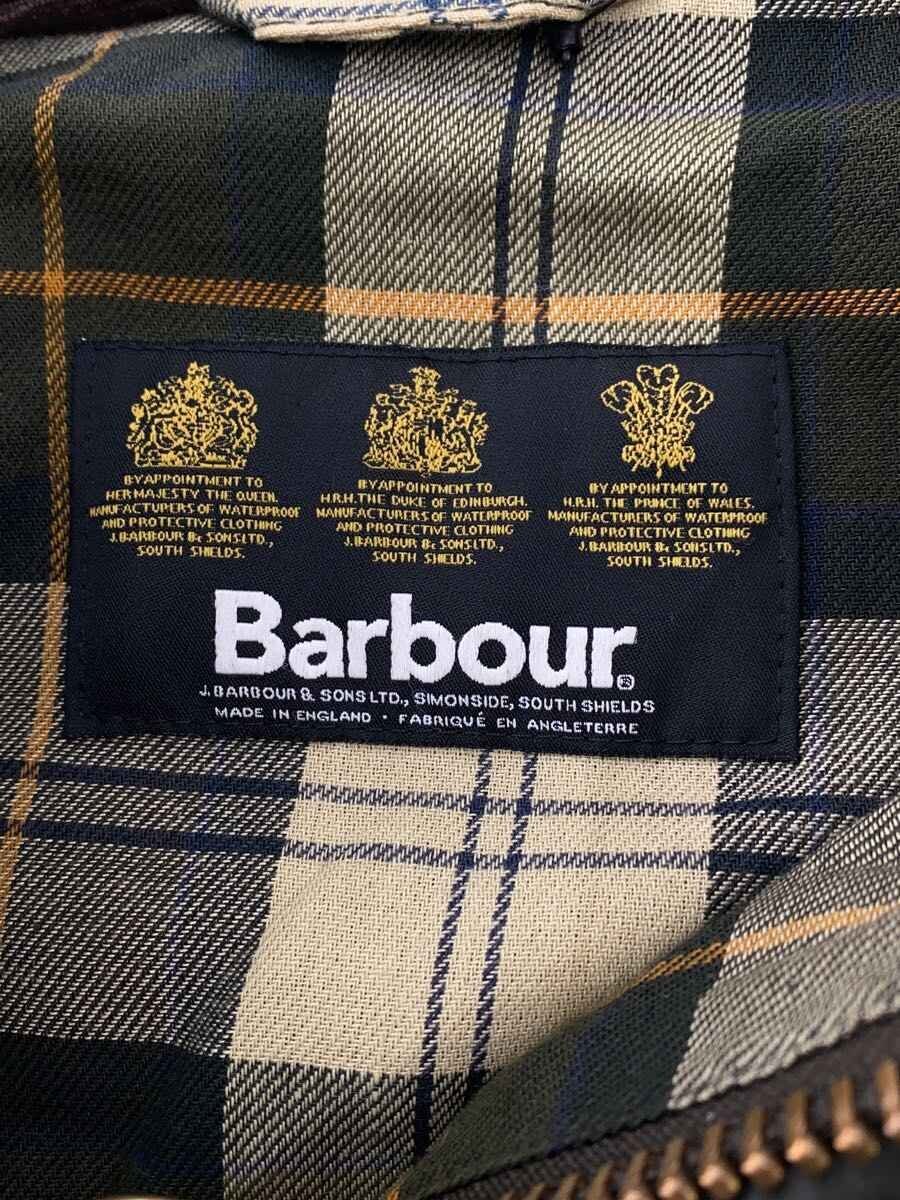 BY APPOINTMENT TO
HER MAJESTY THE QUEEN.
MANUFACTURERS OF WATERPROOF
AND PROTECTIVE CLOTHING
J.BARBOUR & SONS LTD.,
SOUTH SHIELDS.
BY APPOINTMENT TO
H.R.H. THE DUKE OF EDINBURGH.
MANUFACTURERS OF WATERPROOF
AND PROTECTIVE CLOTHING
J.BARBOUR & SONS LTD.,
SOUTH SHIELDS.
BY APPOINTMENT TO
H.R.H. THE PRINCE OF WALES.
MANUFACTURERS OF WATERPROOF
AND PROTECTIVE CLOTHING
J.BARBOUR & SONS LTD.,
SOUTH SHIELDS.
Barbour®
J. BARBOUR & SONS LTD., SIMONSIDE, SOUTH SHIELDS
MADE IN ENGLAND · FABRIQUÉ EN ANGLETERRE